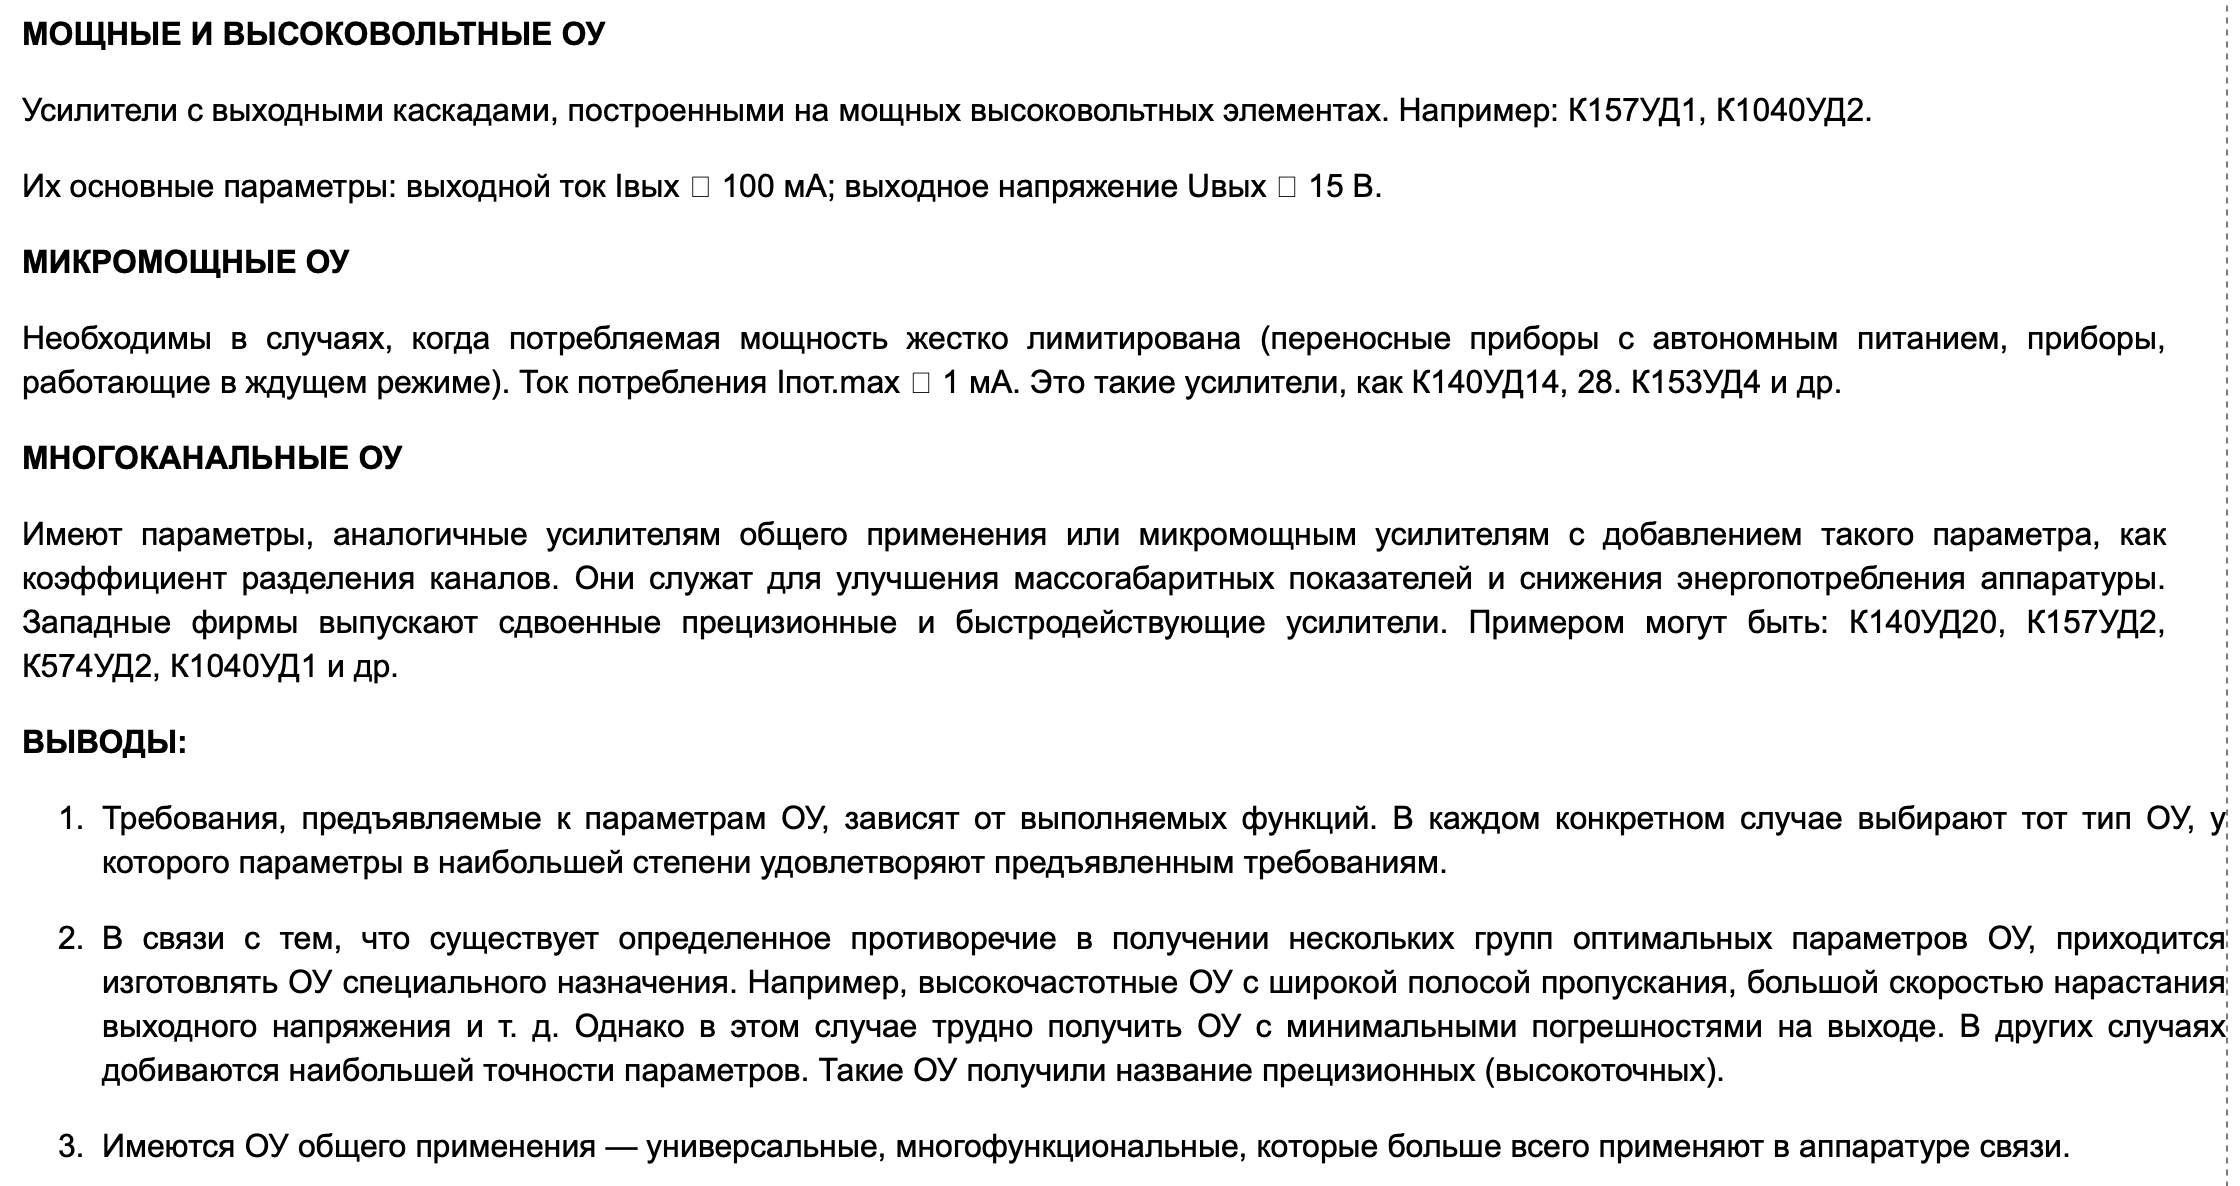 МОЩНЫЕ И ВЫСОКОВОЛЬТНЫЕ ОУ
Усилители с выходными каскадами, построенными на мощных высоковольтных элементах. Например: К157УД1, К1040УД2.
Их основные параметры: выходной ток Iвых □ 100 мА; выходное напряжение Uвых □ 15 В.
МИКРОМОЩНЫЕ ОУ
Необходимы в случаях, когда потребляемая мощность жестко лимитирована (переносные приборы с автономным питанием, приборы,
работающие в ждущем режиме). Ток потребления Iпот.max □ 1 мА. Это такие усилители, как К140УД14, 28. К153УД4 и др.
МНОГОКАНАЛЬНЫЕ ОУ
Имеют параметры, аналогичные усилителям общего применения или микромощным усилителям с добавлением такого параметра, как
коэффициент разделения каналов. Они служат для улучшения массогабаритных показателей и снижения энергопотребления аппаратуры.
Западные фирмы выпускают сдвоенные прецизионные и быстродействующие усилители. Примером могут быть: К140УД20, К157УД2,
К574УД2, К1040УД1 и др.
ВЫВОДЫ:
1. Требования, предъявляемые к параметрам ОУ, зависят от выполняемых функций. В каждом конкретном случае выбирают тот тип ОУ, у
которого параметры в наибольшей степени удовлетворяют предъявленным требованиям.
2. В связи с тем, что существует определенное противоречие в получении нескольких групп оптимальных параметров ОУ, приходится
изготовлять ОУ специального назначения. Например, высокочастотные ОУ с широкой полосой пропускания, большой скоростью нарастания
выходного напряжения и т. д. Однако в этом случае трудно получить ОУ с минимальными погрешностями на выходе. В других случаях
добиваются наибольшей точности параметров. Такие ОУ получили название прецизионных (высокоточных).
3. Имеются ОУ общего применения — универсальные, многофункциональные, которые больше всего применяют в аппаратуре связи.